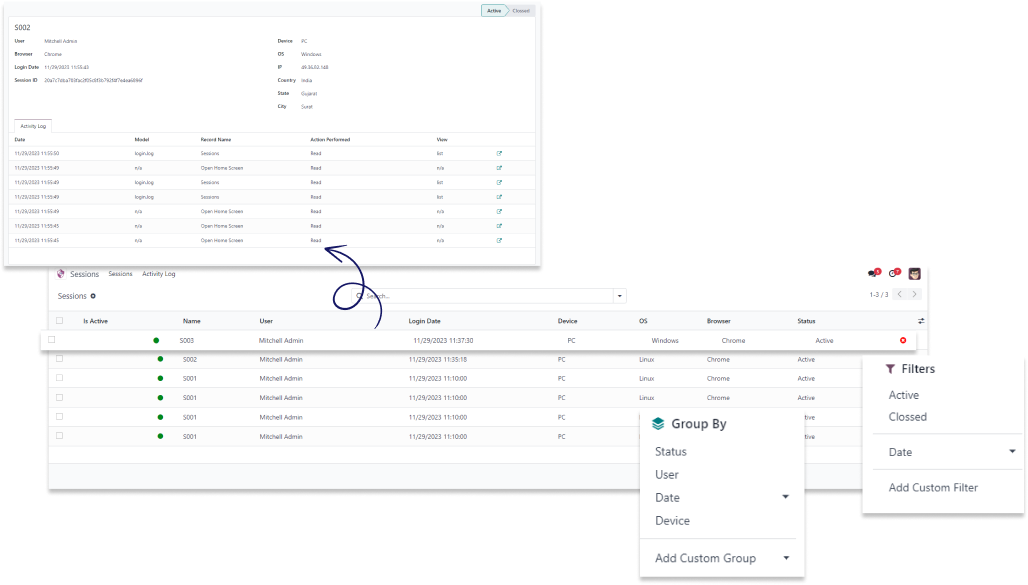 Active Clossed
S002
User Mitchell Admin Device PC
Browser Chrome OS Windows
Login Date 11/29/2023 11:55:43 IP 49.36.92.148
Country India
State Gujarat
City Surat
Activity Log
Date Model Record Name Action Performed View
11/29/2023 11:55:50 login.log Sessions Read list
11/29/2023 11:55:49 n/a Open Home Screen Read n/a
11/29/2023 11:55:49 login.log Sessions Read list
11/29/2023 11:55:49 login.log Sessions Read list
11/29/2023 11:55:49 n/a Open Home Screen Read n/a
11/29/2023 11:55:45 n/a Open Home Screen Read n/a
11/29/2023 11:55:45 n/a Open Home Screen Read n/a
Sessions Sessions Activity Log
Sessions Search... 1-3 / 3
Is Active Name User Login Date Device OS Browser Status
S003 Mitchell Admin 11/29/2023 11:37:30 PC Windows Chrome Active
S002 Mitchell Admin 11/29/2023 11:35:18 PC Linux Chrome Active
S001 Mitchell Admin 11/29/2023 11:10:00 PC Linux Chrome Active
S001 Mitchell Admin 11/29/2023 11:10:00 PC Linux Chrome Active
S001 Mitchell Admin 11/29/2023 11:10:00 PC
S001 Mitchell Admin 11/29/2023 11:10:00 PC
Group By
Status
User
Date
Device
Add Custom Group
Filters
Active
Clossed
Date
Add Custom Filter